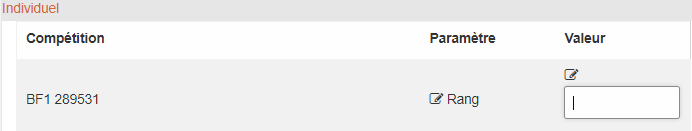 Individuel
Compétition Paramètre Valeur
BF1 289531 Rang